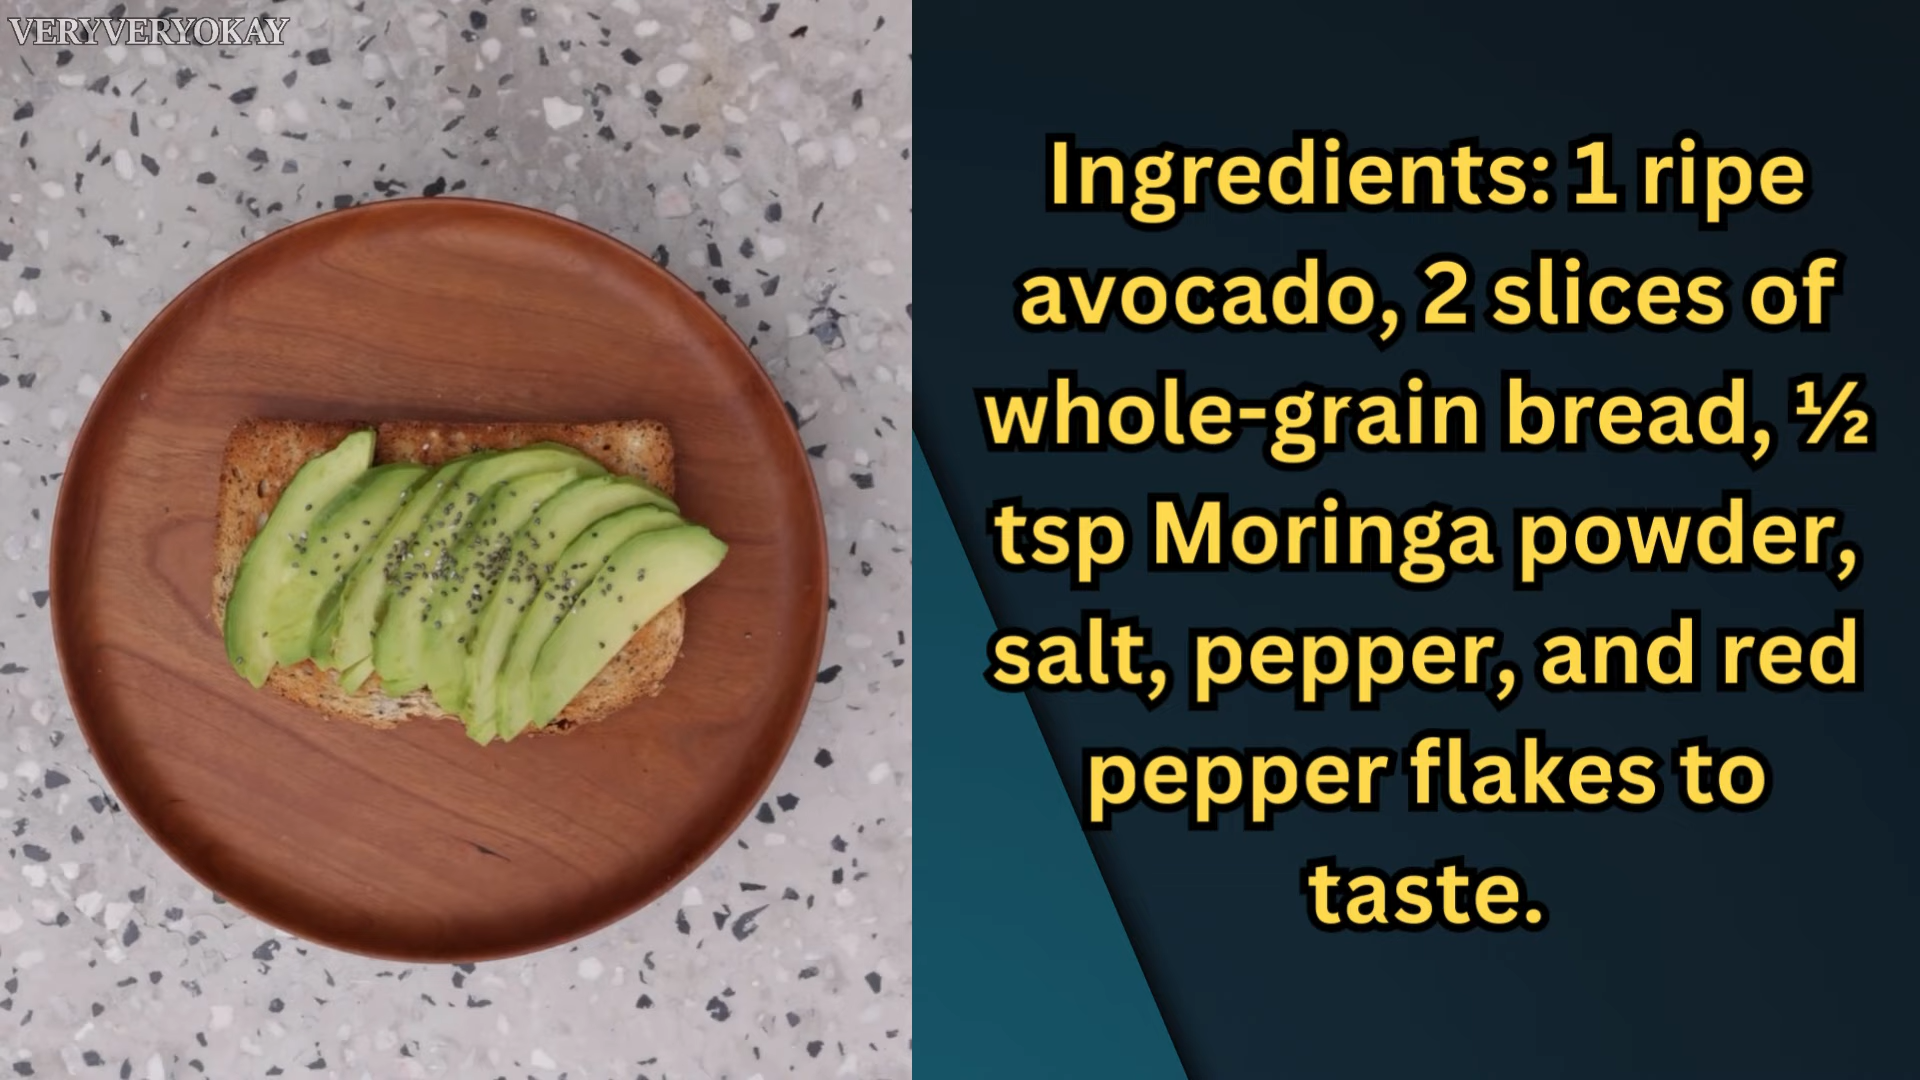 VERYVERYOKAY
Ingredients: 1 ripe
avocado, 2 slices of
whole-grain bread, ½
tsp Moringa powder,
salt, pepper, and red
pepper flakes to
taste.